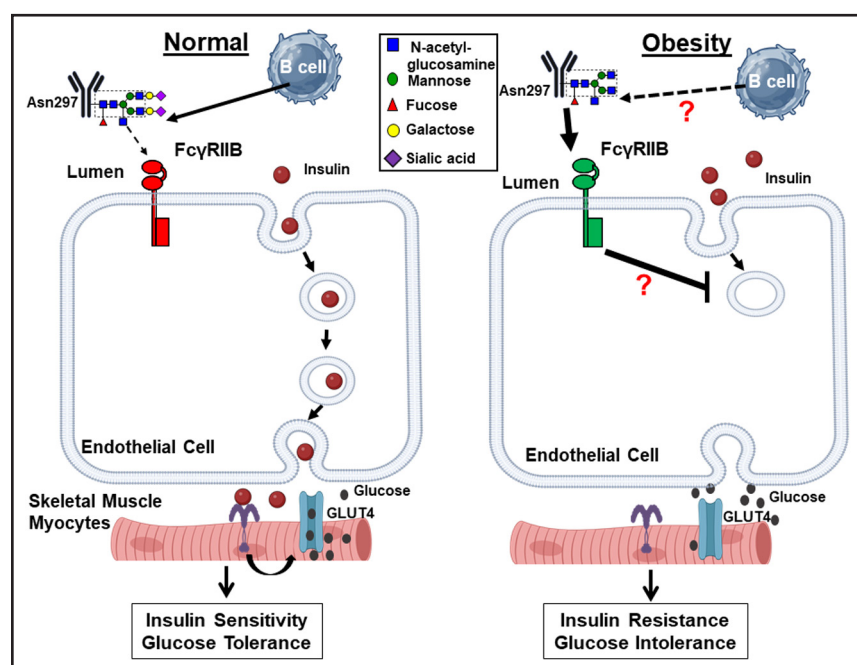 Normal
B cell
Asn297
N-acetyl-
glucosamine
Mannose
Fucose
Galactose
Sialic acid
FcγRIIB
Lumen
Insulin
Endothelial Cell
Skeletal Muscle
Myocytes
Glucose
GLUT4
Insulin Sensitivity
Glucose Tolerance
Obesity
B cell
Asn297
?
FcγRIIB
Lumen
Insulin
?
Endothelial Cell
Glucose
GLUT4
Insulin Resistance
Glucose Intolerance